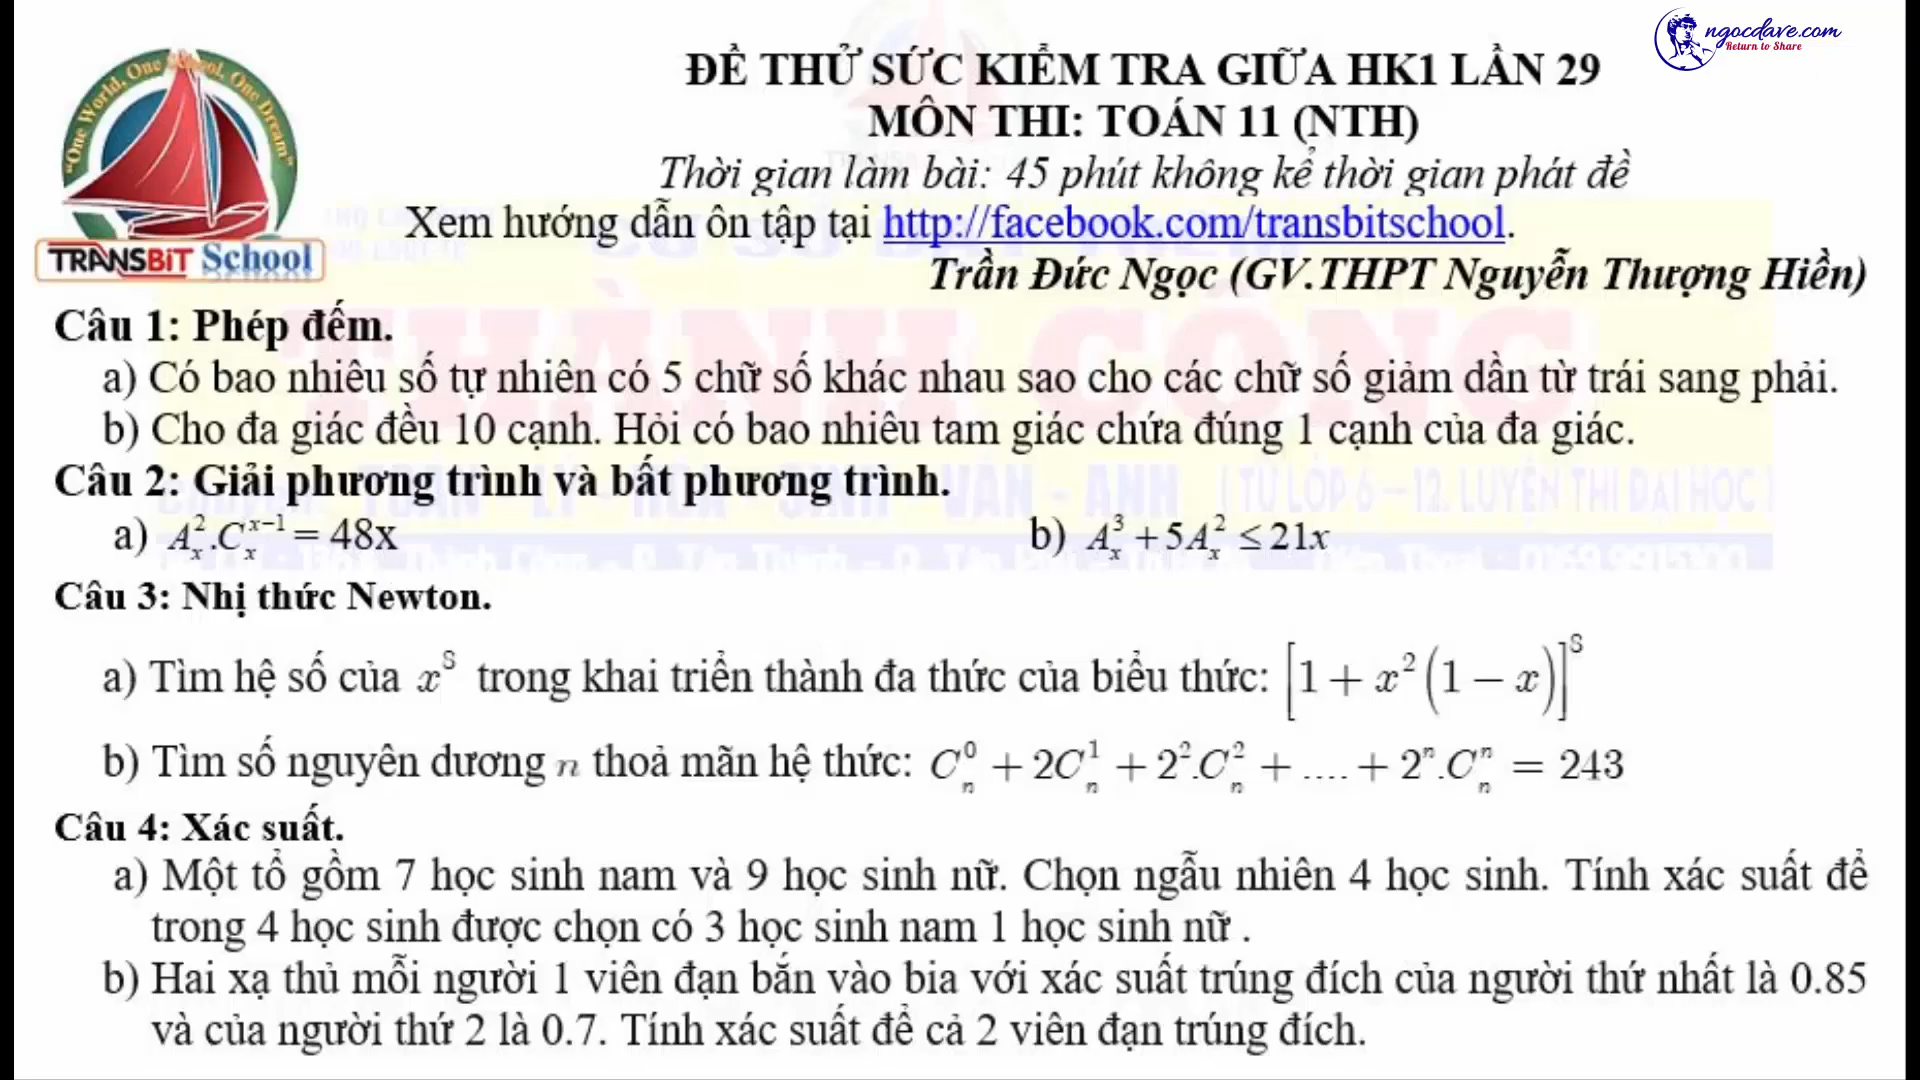 ngocdave.com
Return to Share
"One World, One School, One Dream"
TRANSBIT School
ĐỀ THỬ SỨC KIỂM TRA GIỮA HK1 LẦN 29
MÔN THI: TOÁN 11 (NTH)
Thời gian làm bài: 45 phút không kể thời gian phát đề
Xem hướng dẫn ôn tập tại http://facebook.com/transbitschool.
Trần Đức Ngọc (GV.THPT Nguyễn Thượng Hiền)
THÀNH CÔNG
Câu 1: Phép đếm.
a) Có bao nhiêu số tự nhiên có 5 chữ số khác nhau sao cho các chữ số giảm dần từ trái sang phải.
b) Cho đa giác đều 10 cạnh. Hỏi có bao nhiêu tam giác chứa đúng 1 cạnh của đa giác.
Câu 2: Giải phương trình và bất phương trình.
a) A_x^2.C_x^{x-1} = 48x b) A_x^3 + 5A_x^2 ≤ 21x
Câu 3: Nhị thức Newton.
a) Tìm hệ số của x^8 trong khai triển thành đa thức của biểu thức: [1 + x^2(1 − x)]^8
b) Tìm số nguyên dương n thoả mãn hệ thức: C_n^0 + 2C_n^1 + 2^2.C_n^2 + .... + 2^n.C_n^n = 243
Câu 4: Xác suất.
a) Một tổ gồm 7 học sinh nam và 9 học sinh nữ. Chọn ngẫu nhiên 4 học sinh. Tính xác suất để
trong 4 học sinh được chọn có 3 học sinh nam 1 học sinh nữ .
b) Hai xạ thủ mỗi người 1 viên đạn bắn vào bia với xác suất trúng đích của người thứ nhất là 0.85
và của người thứ 2 là 0.7. Tính xác suất để cả 2 viên đạn trúng đích.